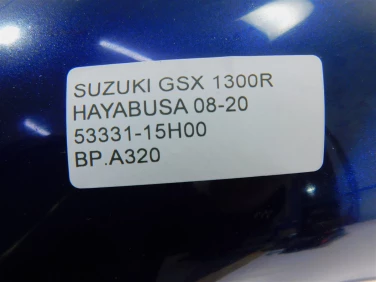 SUZUKI GSX 1300R
HAYABUSA 08-20
53331-15H00
BP.A320